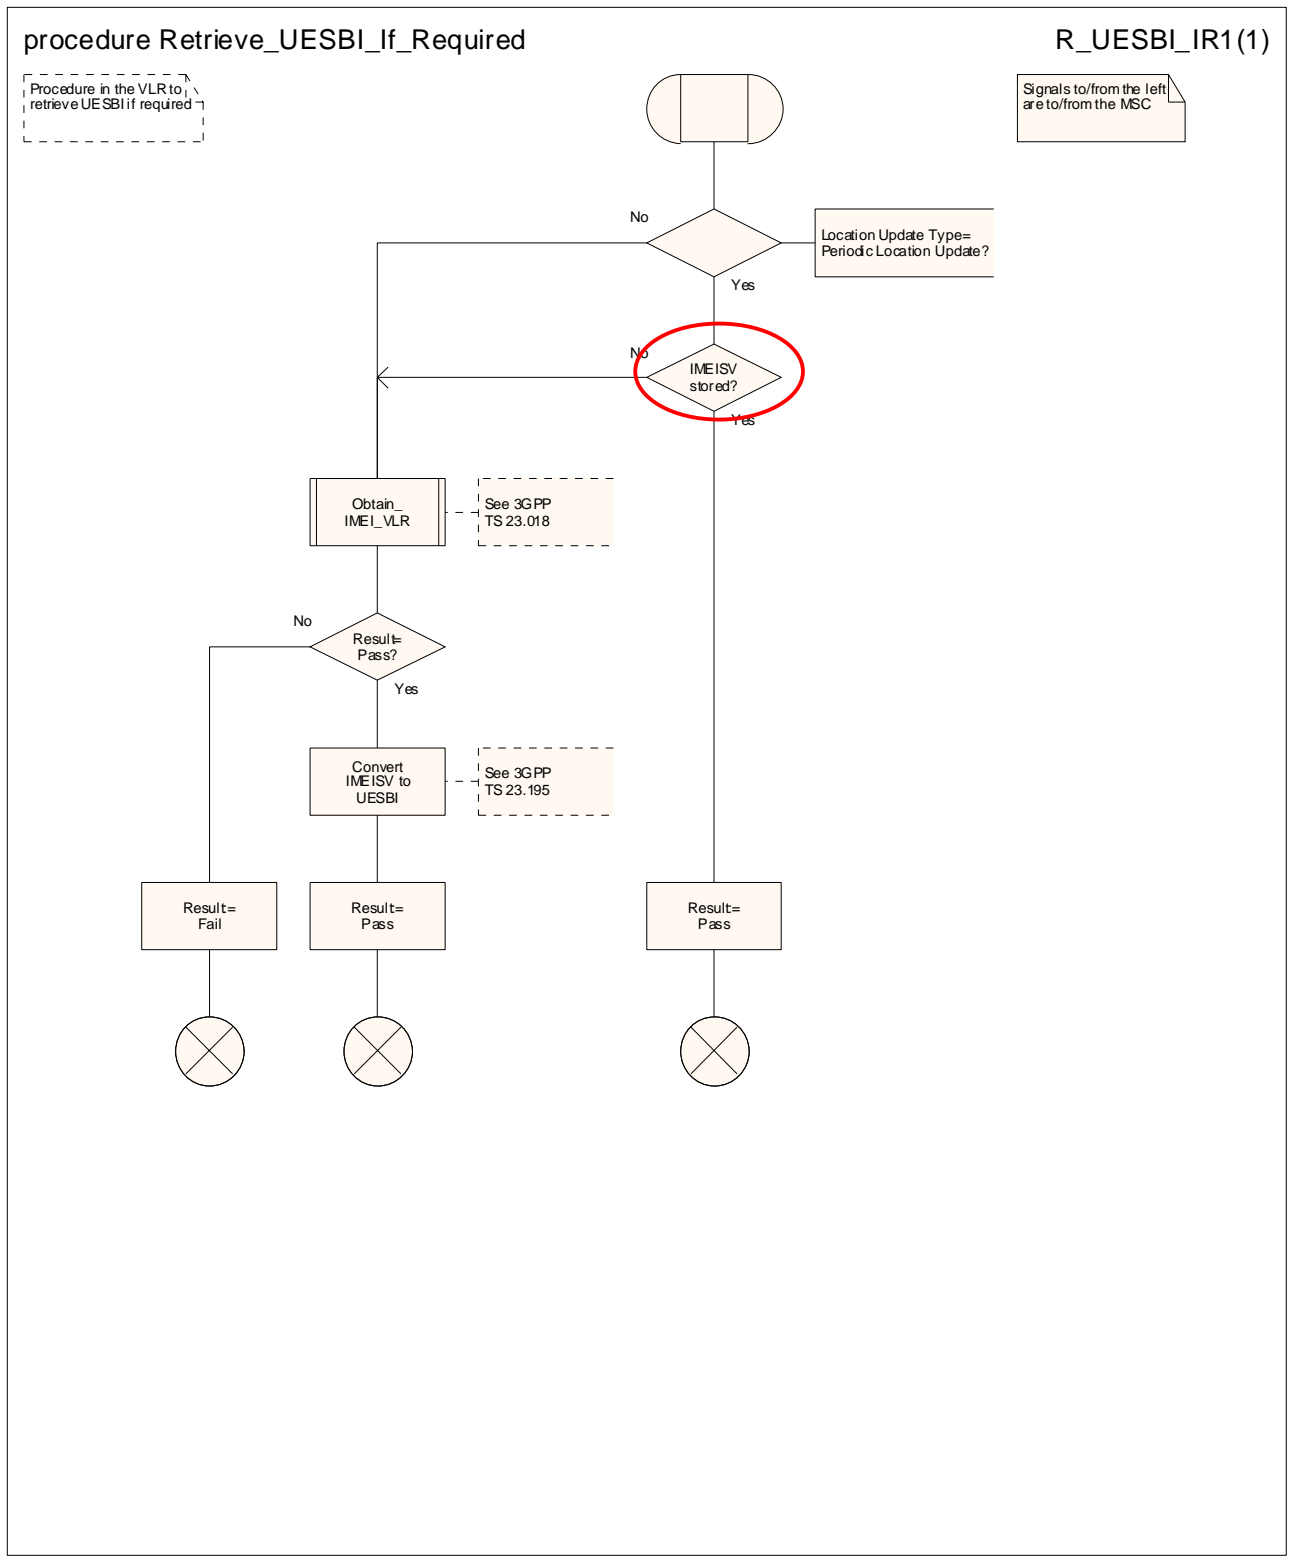 procedure Retrieve_UESBI_If_Required
R_UESBI_IR1(1)
Procedure in the VLR to
retrieve UESBI if required
Signals to/from the left
are to/from the MSC
No
Location Update Type=
Periodic Location Update?
Yes
No
IMEISV
stored?
Yes
Obtain_
IMEI_VLR
See 3GPP
TS 23.018
No
Result=
Pass?
Yes
Convert
IMEISV to
UESBI
See 3GPP
TS 23.195
Result=
Fail
Result=
Pass
Result=
Pass